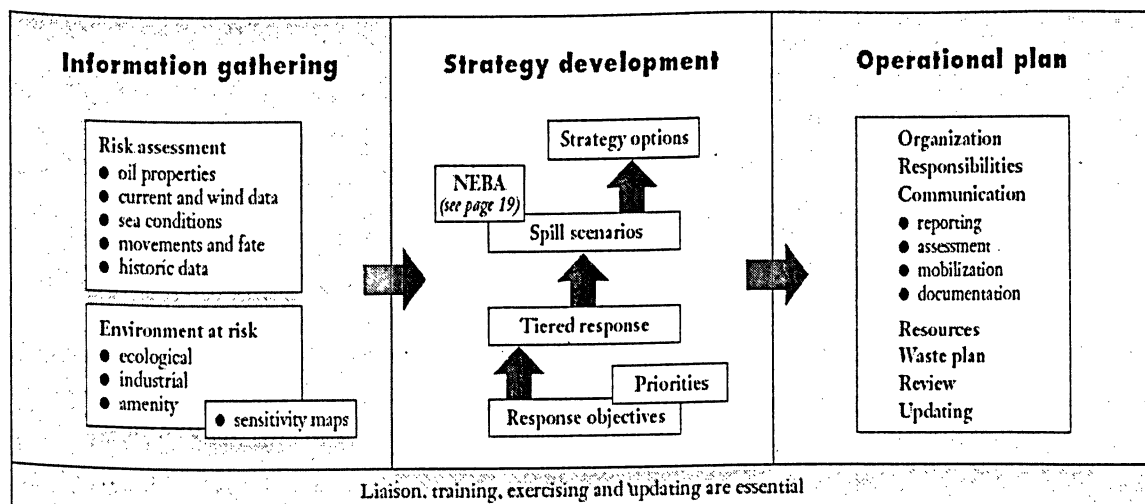 Information gathering
Risk assessment
● oil properties
● current and wind data
● sea conditions
● movements and fate
● historic data
Environment at risk
● ecological
● industrial
● amenity
● sensitivity maps
Strategy development
Strategy options
NEBA
(see page 19)
Spill scenarios
Tiered response
Priorities
Response objectives
Operational plan
Organization
Responsibilities
Communication
● reporting
● assessment
● mobilization
● documentation
Resources
Waste plan
Review
Updating
Liaison, training, exercising and updating are essential